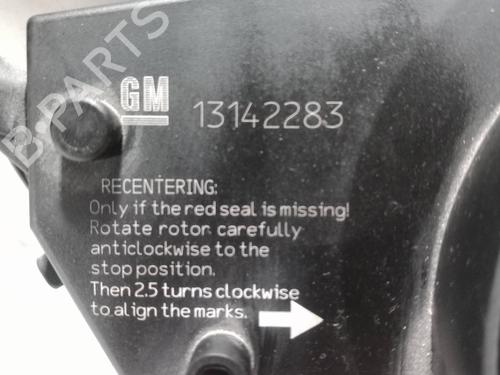 B-PARTS
GM 13142283
RECENTERING:
Only if the red seal is missing!
Rotate rotor carefully
anticlockwise to the
stop position.
Then 2.5 turns clockwise
to align the marks.